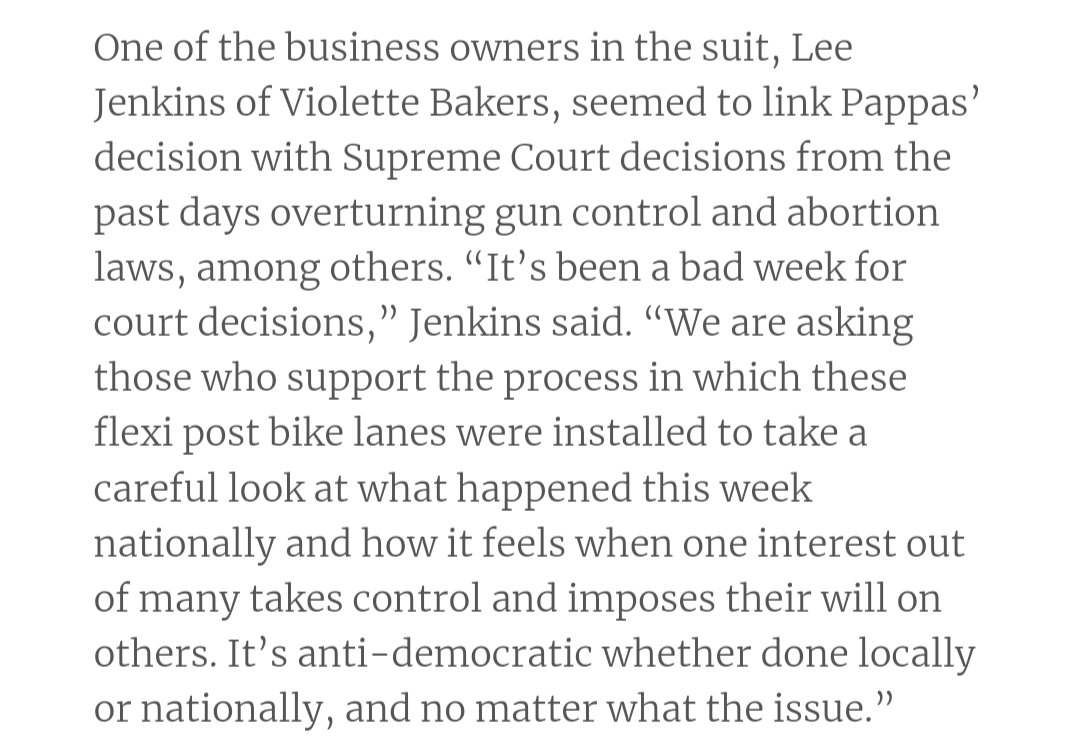 One of the business owners in the suit, Lee
Jenkins of Violette Bakers, seemed to link Pappas’
decision with Supreme Court decisions from the
past days overturning gun control and abortion
laws, among others. “It’s been a bad week for
court decisions,” Jenkins said. “We are asking
those who support the process in which these
flexi post bike lanes were installed to take a
careful look at what happened this week
nationally and how it feels when one interest out
of many takes control and imposes their will on
others. It’s anti-democratic whether done locally
or nationally, and no matter what the issue.”